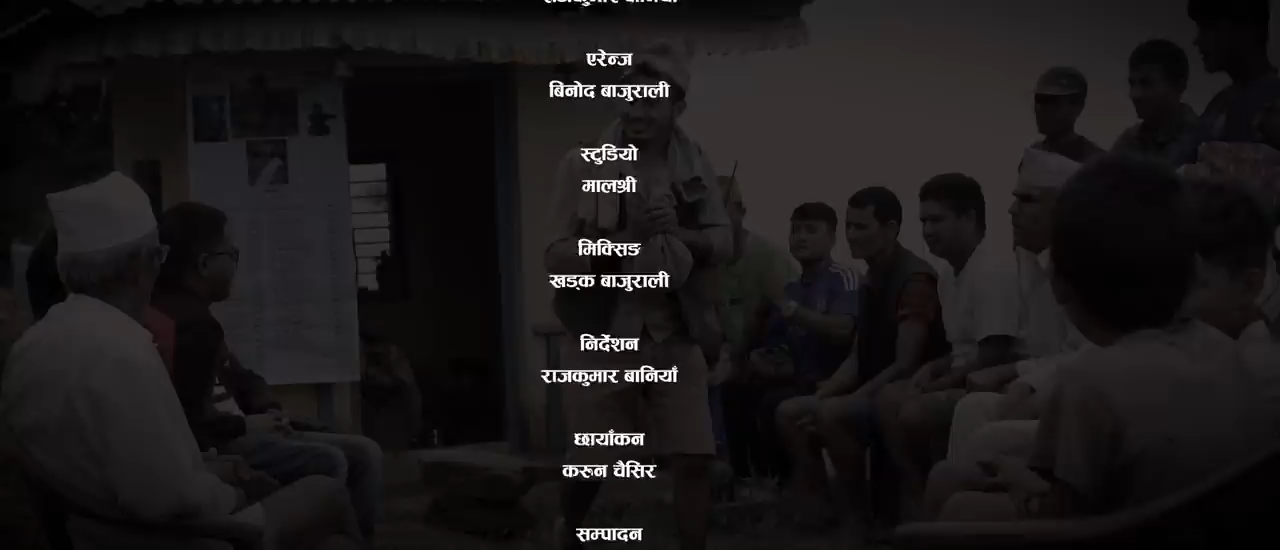 एरेन्ज
बिनोद बाजुराली
स्टुडियो
मालश्री
मिक्सिङ
खड्क बाजुराली
निर्देशन
राजकुमार बानियाँ
छायाँकन
करुन चैसिर
सम्पादन